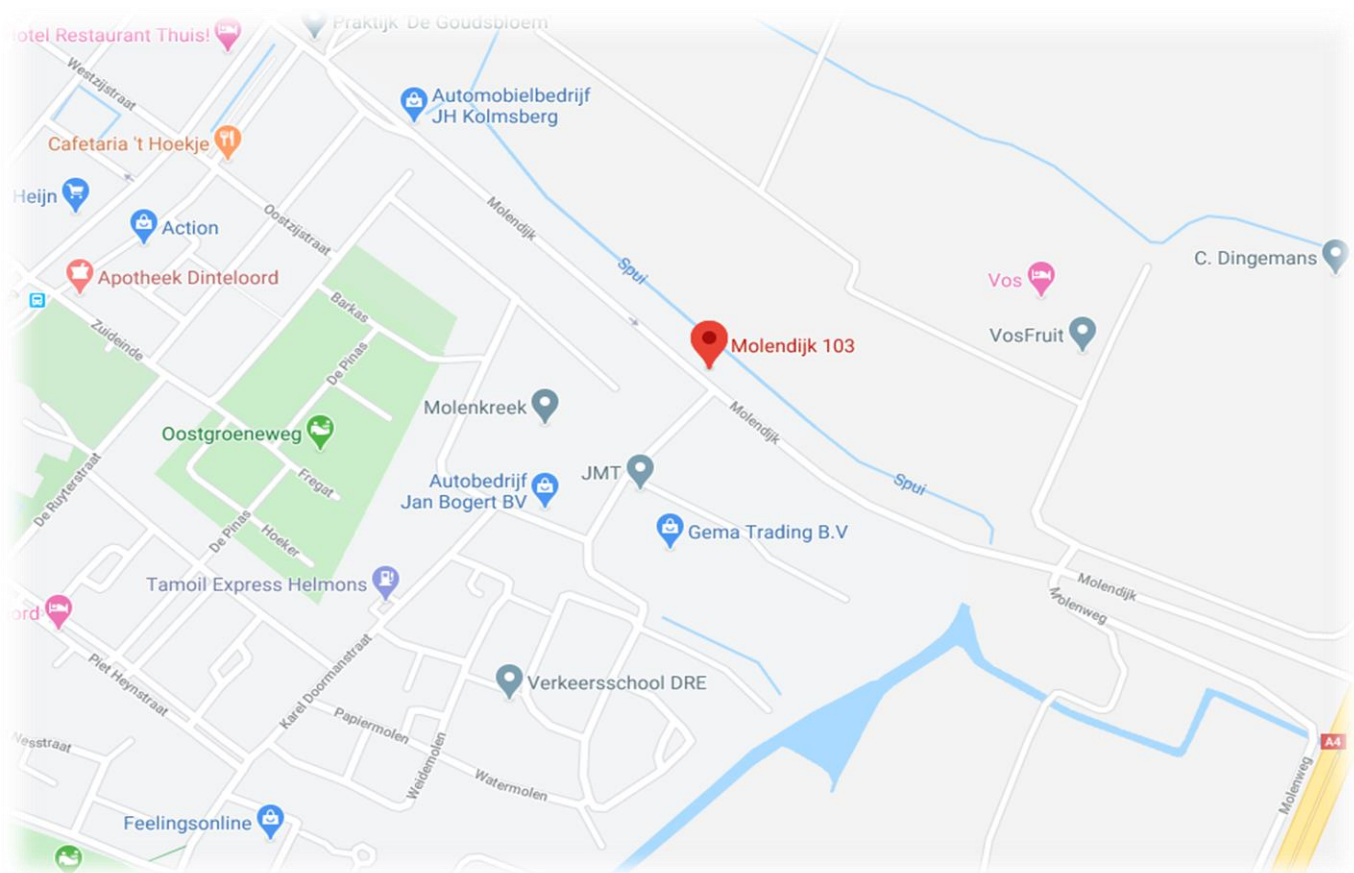 Praktijk De Goudsbloem
otel Restaurant Thuis!
Westzijstraat
Automobielbedrijf
JH Kolmsberg
Cafetaria 't Hoekje
Heijn
Action
Oostzijstraat
Molendijk
Spui
C. Dingemans
Apotheek Dinteloord
Vos
Barkas
Zuideinde
VosFruit
Molendijk 103
De Pinas
Molenkreek
Molendijk
Oostgroeneweg
JMT
Fregat
Autobedrijf
Jan Bogert BV
Spui
De Ruyterstraat
De Pinas
Hoeker
Gema Trading B.V
Tamoil Express Helmons
Molendijk
Molenweg
ord
Piet Heynstraat
Karel Doormanstraat
Verkeersschool DRE
Papiermolen
Nesstraat
A4
Weidemolen
Watermolen
Molenweg
Feelingsonline